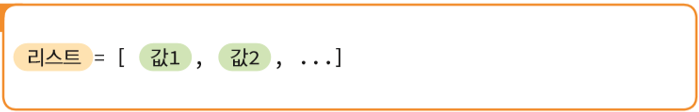 리스트 = [ 값1 , 값2 , ...]